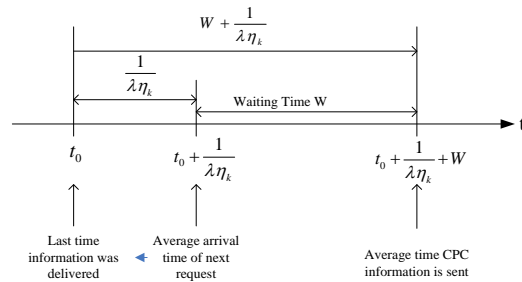 W + 1/(λη_k)
1/(λη_k)
Waiting Time W
t
t_0
t_0 + 1/(λη_k)
t_0 + 1/(λη_k) + W
Last time
information was
delivered
Average arrival
time of next
request
Average time CPC
information is sent